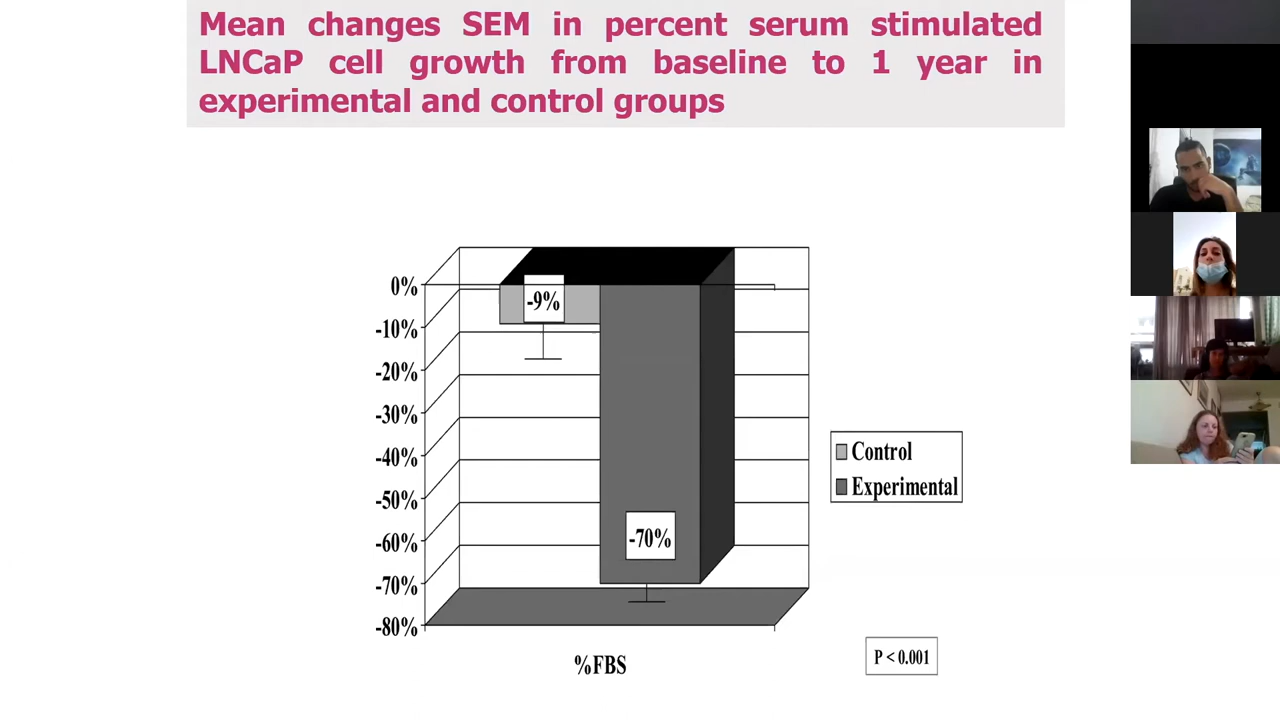 Mean changes SEM in percent serum stimulated
LNCaP cell growth from baseline to 1 year in
experimental and control groups
0%
-10%
-20%
-30%
-40%
-50%
-60%
-70%
-80%
-9%
-70%
Control
Experimental
%FBS
P < 0.001